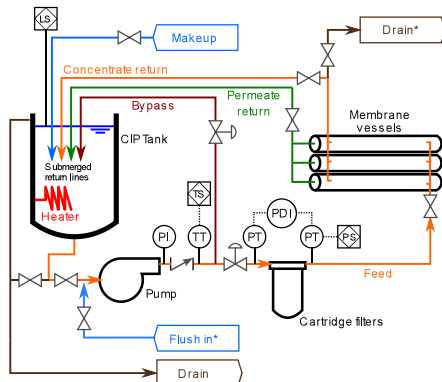 LS
Makeup
Drain*
Concentrate return
Permeate
return
Bypass
Membrane
vessels
CIP Tank
Submerged
return lines
Heater
TS
PDI
PI
TT
PT
PT
PS
Pump
Feed
Cartridge filters
Flush in*
Drain